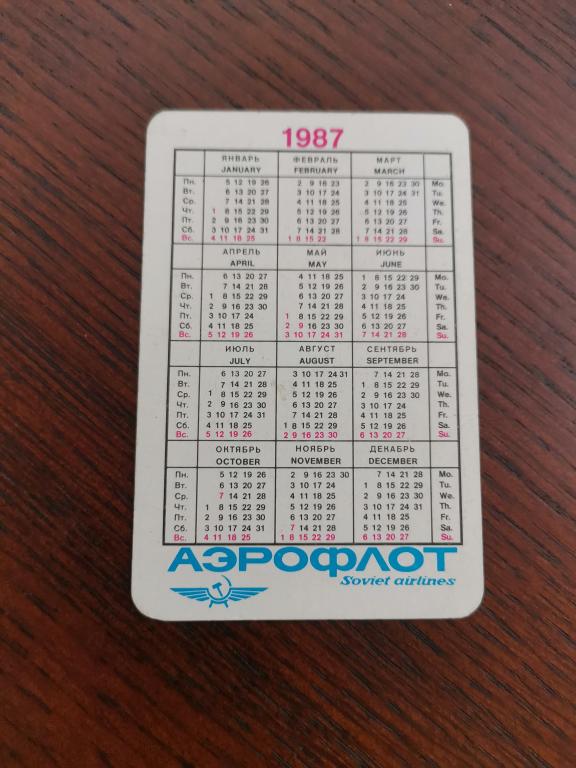 1987
ЯНВАРЬ ФЕВРАЛЬ МАРТ
JANUARY FEBRUARY MARCH
Пн. 5 12 19 26 2 9 16 23 2 9 16 23 30 Mo.
Вт. 6 13 20 27 3 10 17 24 3 10 17 24 31 Tu.
Ср. 7 14 21 28 4 11 18 25 4 11 18 25 We.
Чт. 1 8 15 22 29 5 12 19 26 5 12 19 26 Th.
Пт. 2 9 16 23 30 6 13 20 27 6 13 20 27 Fr.
Сб. 3 10 17 24 31 7 14 21 28 7 14 21 28 Sa.
Вс. 4 11 18 25 1 8 15 22 1 8 15 22 29 Su.
АПРЕЛЬ МАЙ ИЮНЬ
APRIL MAY JUNE
Пн. 6 13 20 27 4 11 18 25 1 8 15 22 29 Mo.
Вт. 7 14 21 28 5 12 19 26 2 9 16 23 30 Tu.
Ср. 1 8 15 22 29 6 13 20 27 3 10 17 24 We.
Чт. 2 9 16 23 30 7 14 21 28 4 11 18 25 Th.
Пт. 3 10 17 24 1 8 15 22 29 5 12 19 26 Fr.
Сб. 4 11 18 25 2 9 16 23 30 6 13 20 27 Sa.
Вс. 5 12 19 26 3 10 17 24 31 7 14 21 28 Su.
ИЮЛЬ АВГУСТ СЕНТЯБРЬ
JULY AUGUST SEPTEMBER
Пн. 6 13 20 27 3 10 17 24 31 7 14 21 28 Mo.
Вт. 7 14 21 28 4 11 18 25 1 8 15 22 29 Tu.
Ср. 1 8 15 22 29 5 12 19 26 2 9 16 23 30 We.
Чт. 2 9 16 23 30 6 13 20 27 3 10 17 24 Th.
Пт. 3 10 17 24 31 7 14 21 28 4 11 18 25 Fr.
Сб. 4 11 18 25 1 8 15 22 29 5 12 19 26 Sa.
Вс. 5 12 19 26 2 9 16 23 30 6 13 20 27 Su.
ОКТЯБРЬ НОЯБРЬ ДЕКАБРЬ
OCTOBER NOVEMBER DECEMBER
Пн. 5 12 19 26 2 9 16 23 30 7 14 21 28 Mo.
Вт. 6 13 20 27 3 10 17 24 1 8 15 22 29 Tu.
Ср. 7 14 21 28 4 11 18 25 2 9 16 23 30 We.
Чт. 1 8 15 22 29 5 12 19 26 3 10 17 24 31 Th.
Пт. 2 9 16 23 30 6 13 20 27 4 11 18 25 Fr.
Сб. 3 10 17 24 31 7 14 21 28 5 12 19 26 Sa.
Вс. 4 11 18 25 1 8 15 22 29 6 13 20 27 Su.
АЭРОФЛОТ
Soviet airlines